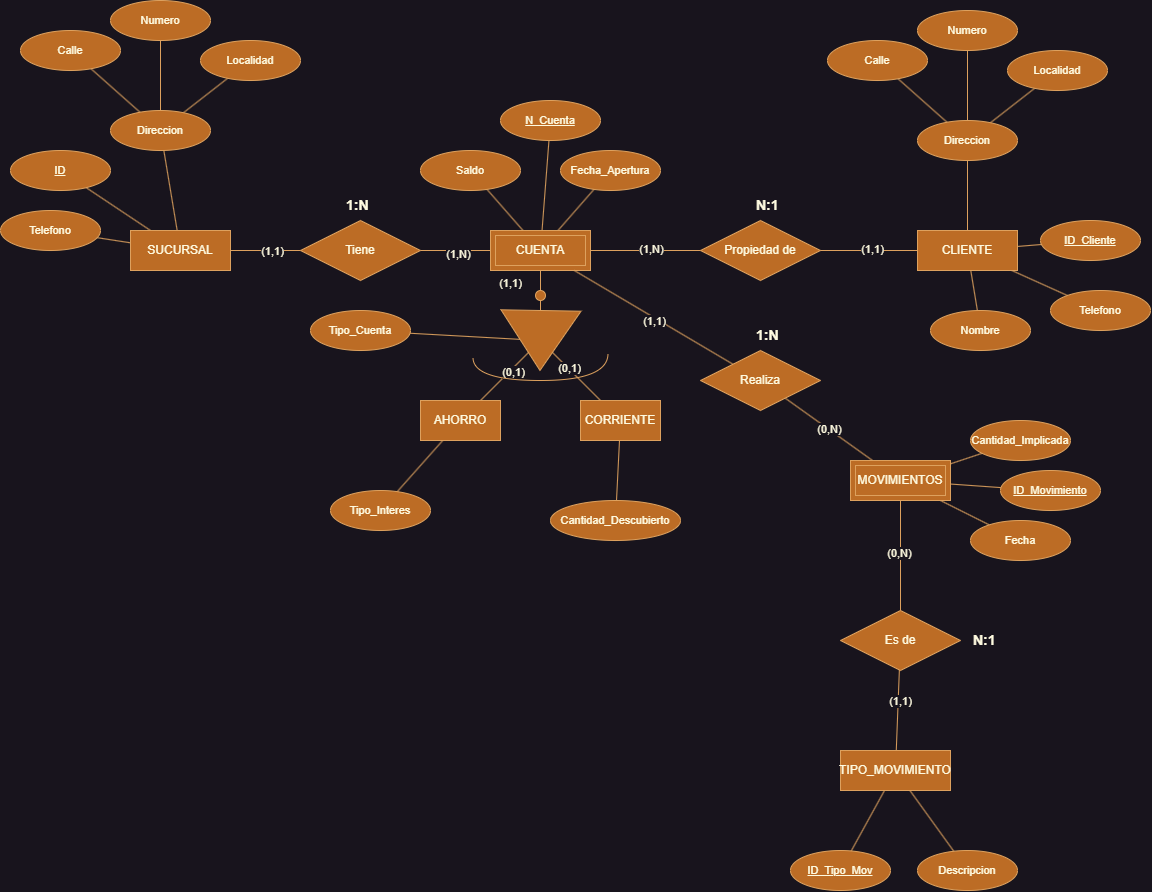 Numero
Calle
Localidad
Direccion
ID
Telefono
SUCURSAL
(1,1)
1:N
Tiene
(1,N)
N_Cuenta
Saldo
Fecha_Apertura
CUENTA
(1,N)
N:1
Propiedad de
(1,1)
Numero
Calle
Localidad
Direccion
CLIENTE
ID_Cliente
Telefono
Nombre
(1,1)
Tipo_Cuenta
(0,1)
(0,1)
AHORRO
CORRIENTE
Tipo_Interes
Cantidad_Descubierto
(1,1)
1:N
Realiza
(0,N)
Cantidad_Implicada
MOVIMIENTOS
ID_Movimiento
Fecha
(0,N)
Es de
N:1
(1,1)
TIPO_MOVIMIENTO
ID_Tipo_Mov
Descripcion